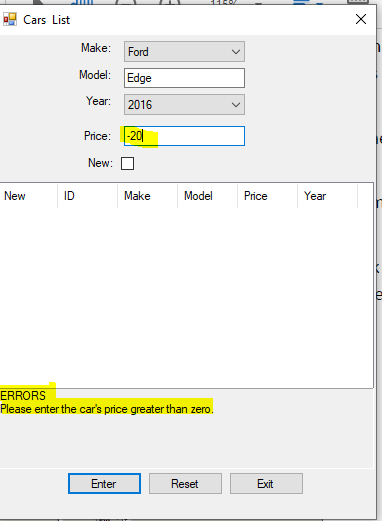 115%
Cars List
Make: Ford
Model: Edge
Year: 2016
Price: -20
New:
New ID Make Model Price Year
ERRORS
Please enter the car's price greater than zero.
Enter Reset Exit